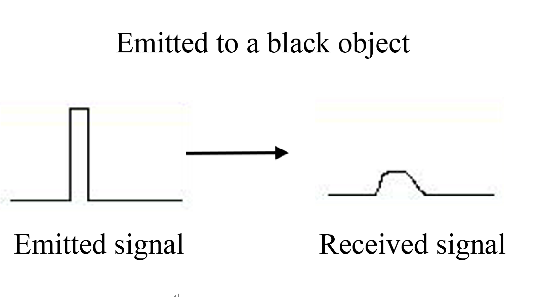 Emitted to a black object
Emitted signal
Received signal